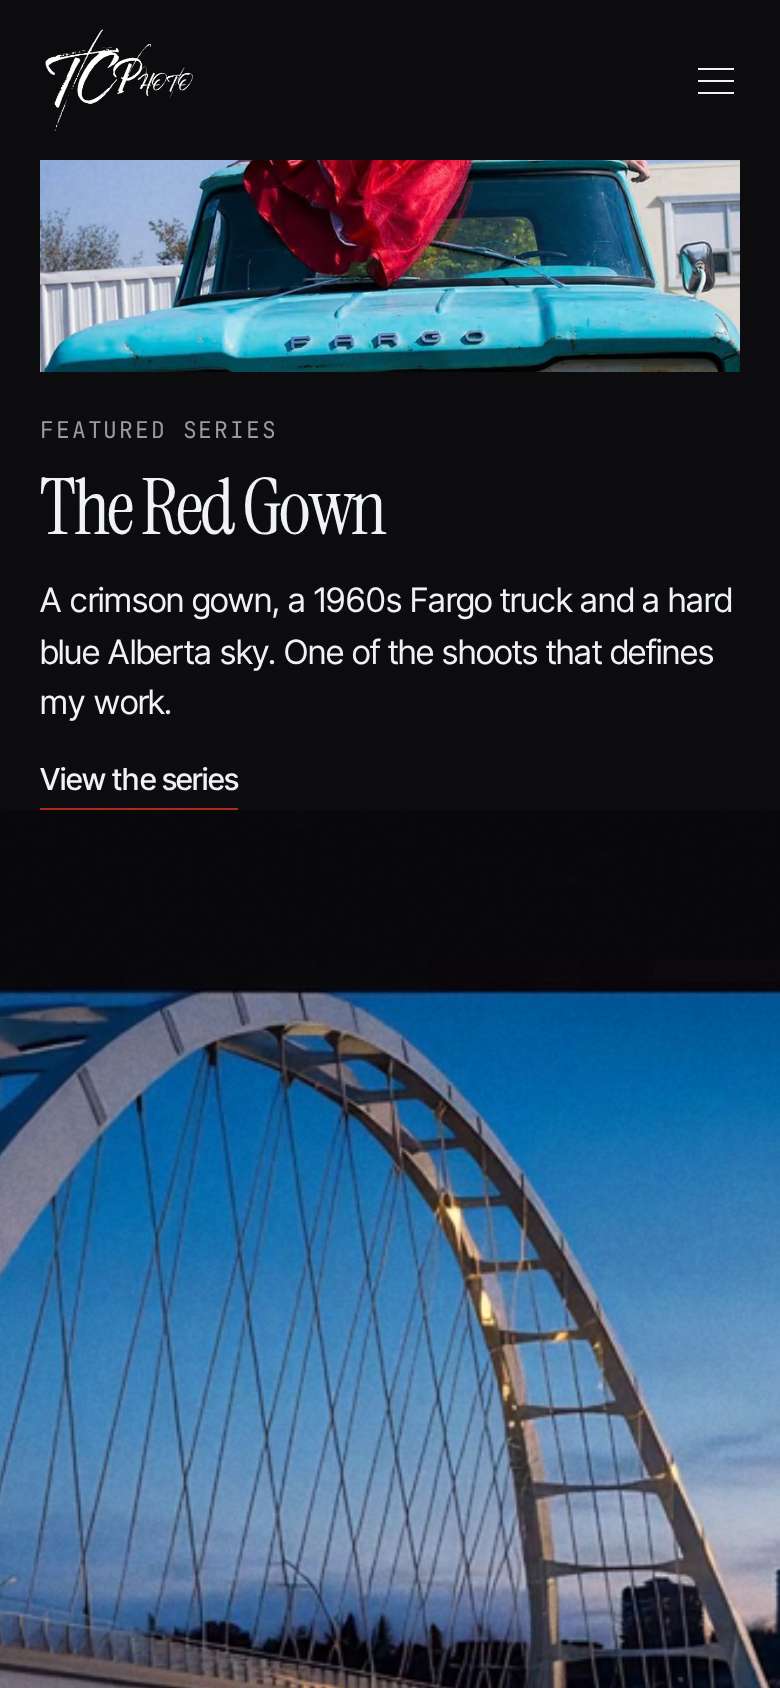 TCPHOTO
FARGO
FEATURED SERIES
The Red Gown
A crimson gown, a 1960s Fargo truck and a hard
blue Alberta sky. One of the shoots that defines
my work.
View the series